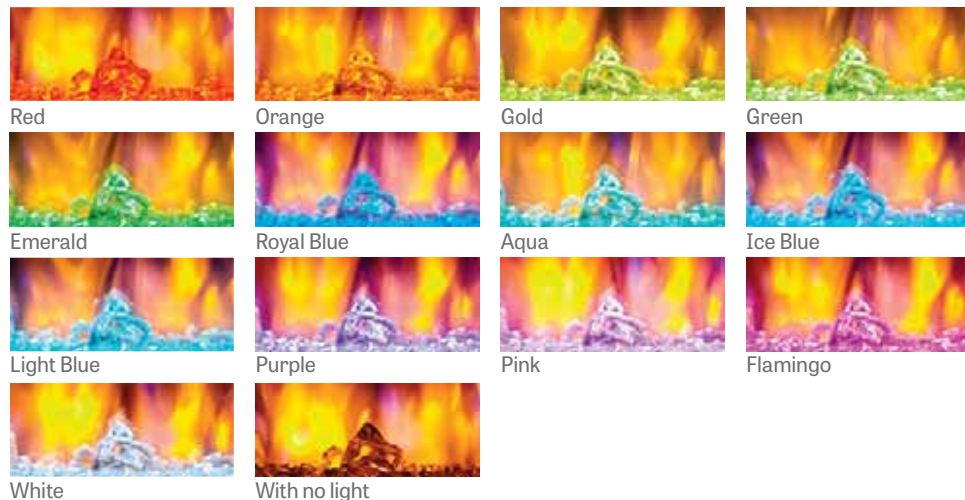 Red
Orange
Gold
Green
Emerald
Royal Blue
Aqua
Ice Blue
Light Blue
Purple
Pink
Flamingo
White
With no light